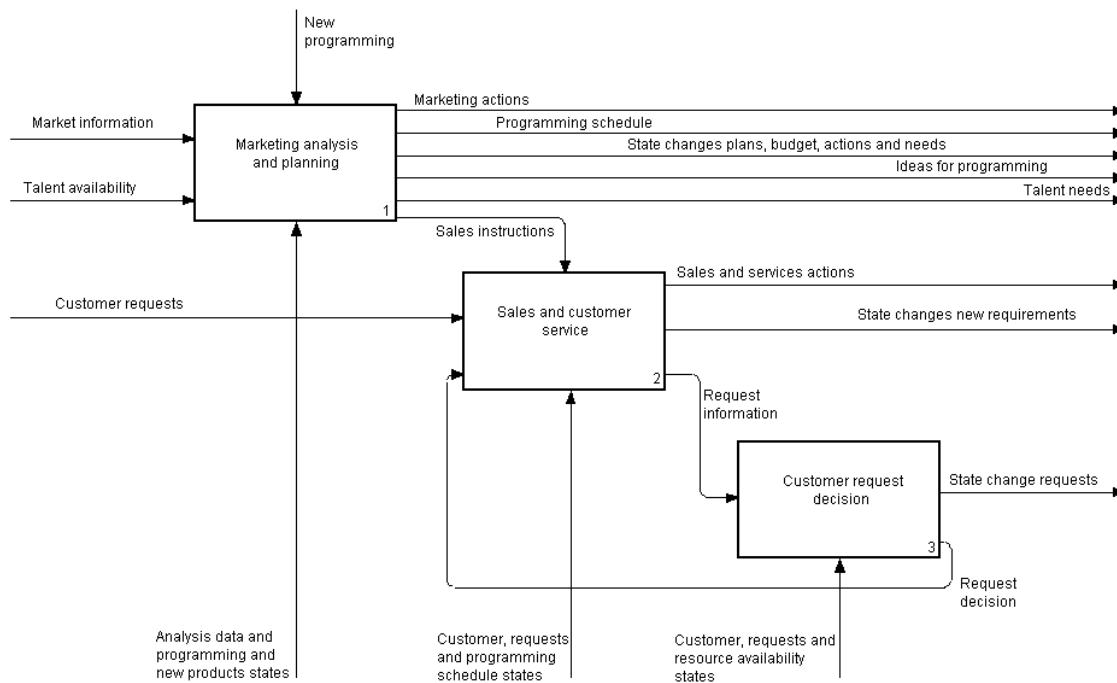 New
programming
Marketing actions
Market information
Programming schedule
Marketing analysis
and planning
State changes plans, budget, actions and needs
Ideas for programming
Talent availability
Talent needs
1
Sales instructions
Sales and services actions
Customer requests
Sales and customer
service
State changes new requirements
2
Request
information
Customer request
decision
State change requests
3
Request
decision
Analysis data and
programming and
new products states
Customer, requests
and programming
schedule states
Customer, requests and
resource availability
states